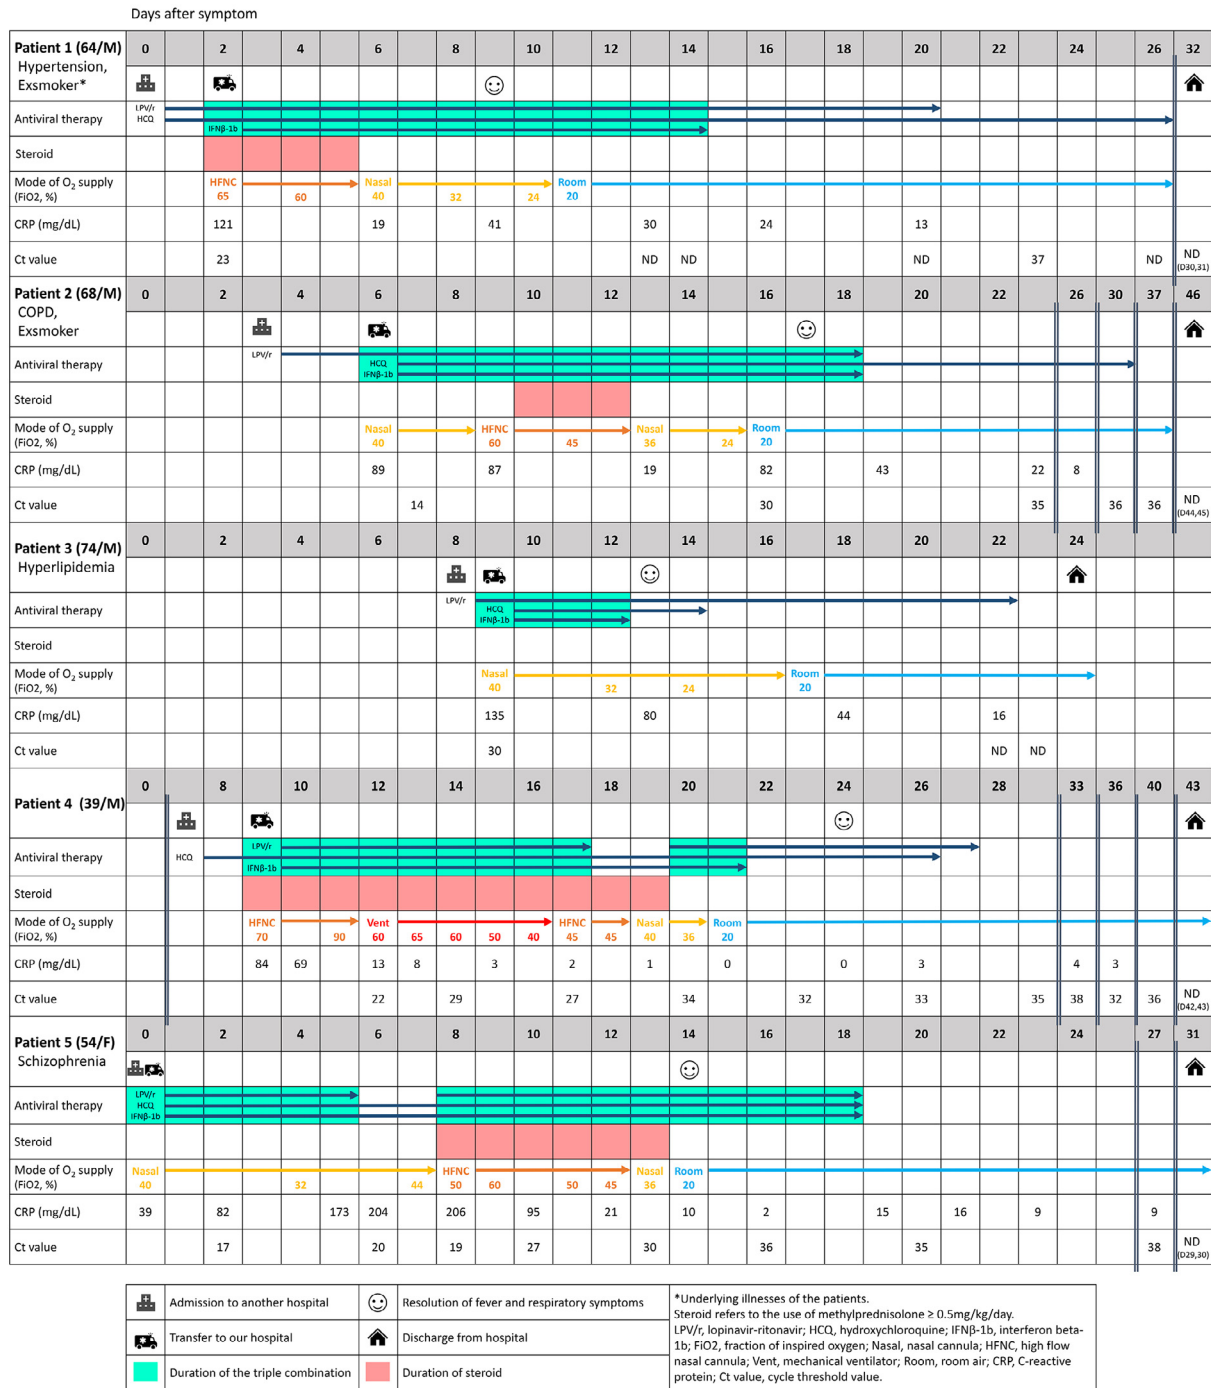 Days after symptom
Patient 1 (64/M) 0 2 4 6 8 10 12 14 16 18 20 22 24 26 32
Hypertension,
Exsmoker*
Antiviral therapy LPV/r
HCQ
IFNβ-1b
Steroid
Mode of O2 supply HFNC Nasal Room
(FiO2, %) 65 60 40 32 24 20
CRP (mg/dL) 121 19 41 30 24 13
Ct value 23 ND ND ND 37 ND ND
(D30,31)
Patient 2 (68/M) 0 2 4 6 8 10 12 14 16 18 20 22 26 30 37 46
COPD,
Exsmoker
Antiviral therapy LPV/r HCQ
IFNβ-1b
Steroid
Mode of O2 supply Nasal HFNC Nasal Room
(FiO2, %) 40 60 45 36 24 20
CRP (mg/dL) 89 87 19 82 43 22 8
Ct value 14 30 35 36 36 ND
(D44,45)
Patient 3 (74/M) 0 2 4 6 8 10 12 14 16 18 20 22 24
Hyperlipidemia
Antiviral therapy LPV/r HCQ
IFNβ-1b
Steroid
Mode of O2 supply Nasal Room
(FiO2, %) 40 32 24 20
CRP (mg/dL) 135 80 44 16
Ct value 30 ND ND
Patient 4 (39/M) 0 8 10 12 14 16 18 20 22 24 26 28 33 36 40 43
Antiviral therapy HCQ LPV/r
IFNβ-1b
Steroid
Mode of O2 supply HFNC Vent HFNC Nasal Room
(FiO2, %) 70 90 60 65 60 50 40 45 45 40 36 20
CRP (mg/dL) 84 69 13 8 3 2 1 0 0 3 4 3
Ct value 22 29 27 34 32 33 35 38 32 36 ND
(D42,43)
Patient 5 (54/F) 0 2 4 6 8 10 12 14 16 18 20 22 24 27 31
Schizophrenia
Antiviral therapy LPV/r
HCQ
IFNβ-1b
Steroid
Mode of O2 supply Nasal HFNC Nasal Room
(FiO2, %) 40 32 44 50 60 50 45 36 20
CRP (mg/dL) 39 82 173 204 206 95 21 10 2 15 16 9 9
Ct value 17 20 19 27 30 36 35 38 ND
(D29,30)
Admission to another hospital
Resolution of fever and respiratory symptoms
Transfer to our hospital
Discharge from hospital
Duration of the triple combination
Duration of steroid
*Underlying illnesses of the patients.
Steroid refers to the use of methylprednisolone ≥ 0.5mg/kg/day.
LPV/r, lopinavir-ritonavir; HCQ, hydroxychloroquine; IFNβ-1b, interferon beta-
1b; FiO2, fraction of inspired oxygen; Nasal, nasal cannula; HFNC, high flow
nasal cannula; Vent, mechanical ventilator; Room, room air; CRP, C-reactive
protein; Ct value, cycle threshold value.